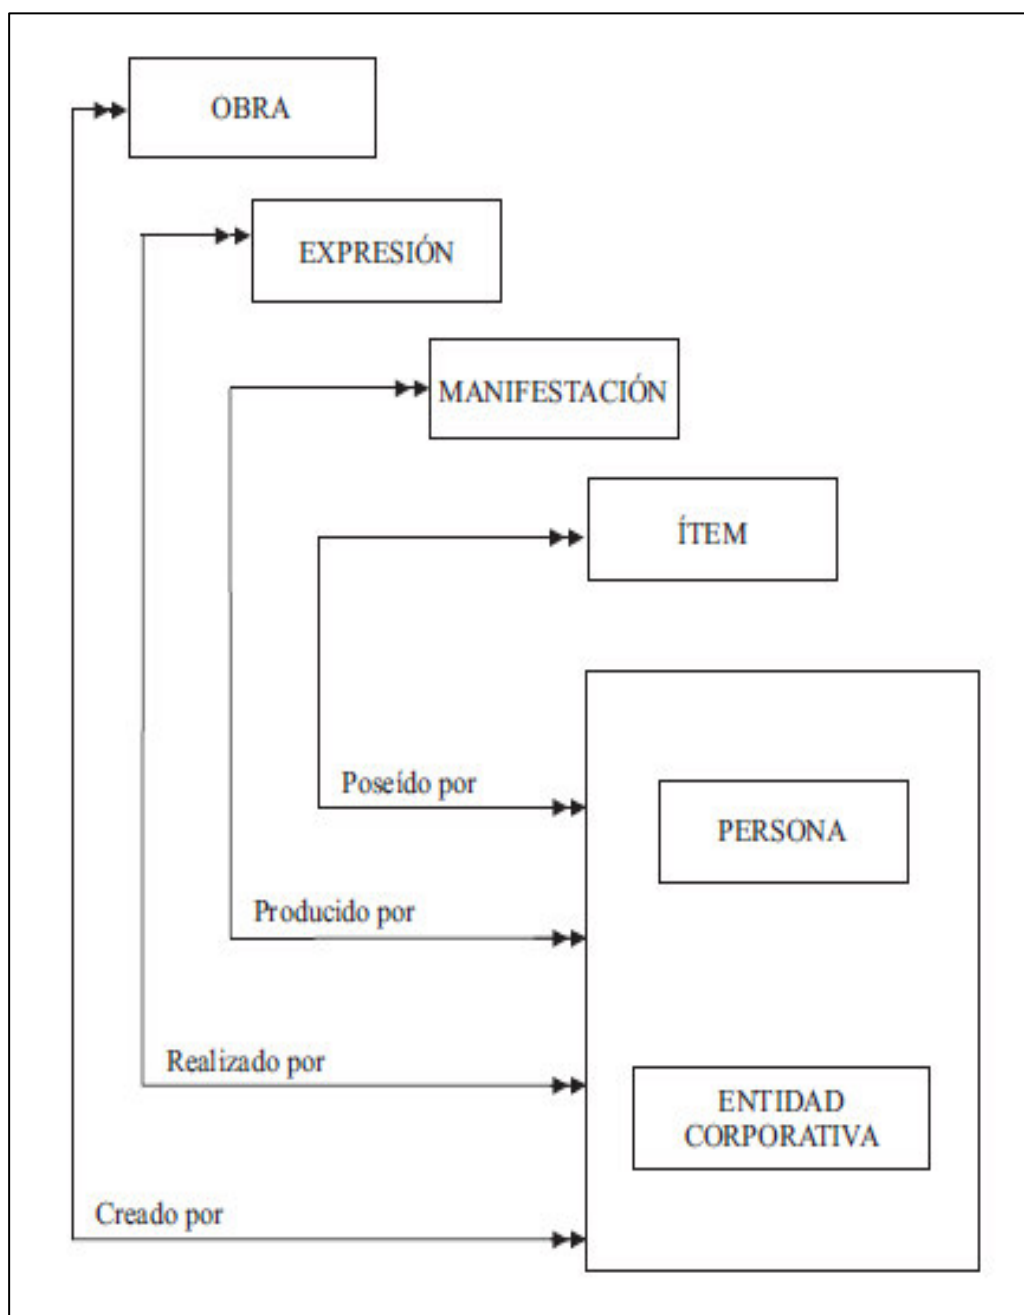 OBRA
EXPRESIÓN
MANIFESTACIÓN
ÍTEM
Poseído por
PERSONA
Producido por
Realizado por
ENTIDAD
CORPORATIVA
Creado por